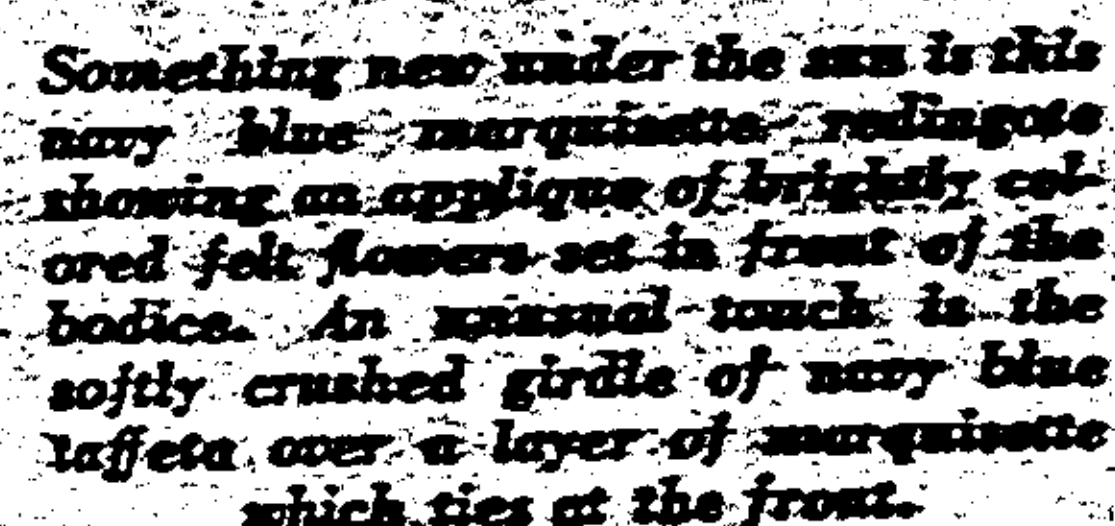 Something new under the sun is this
navy blue marquisette redingote
showing an applique of brightly col-
ored felt flowers set in front of the
bodice. An unusual touch is the
softly crushed girdle of navy blue
taffeta over a layer of marquisette
which ties at the front.